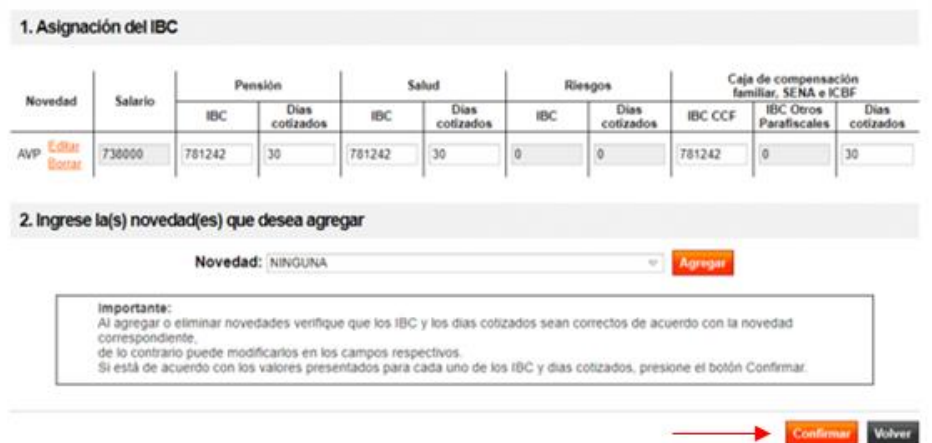 1. Asignación del IBC
Novedad Salario Pensión Salud Riesgos Caja de compensación familiar, SENA e ICBF
IBC Días cotizados IBC Días cotizados IBC Días cotizados IBC CCF IBC Otros Parafiscales Días cotizados
AVP Editar Borrar 738000 781242 30 781242 30 0 0 781242 0 30
2. Ingrese la(s) novedad(es) que desea agregar
Novedad: NINGUNA Agregar
Importante:
Al agregar o eliminar novedades verifique que los IBC y los días cotizados sean correctos de acuerdo con la novedad
correspondiente,
de lo contrario puede modificarlos en los campos respectivos.
Si está de acuerdo con los valores presentados para cada uno de los IBC y días cotizados, presione el botón Confirmar.
Confirmar Volver